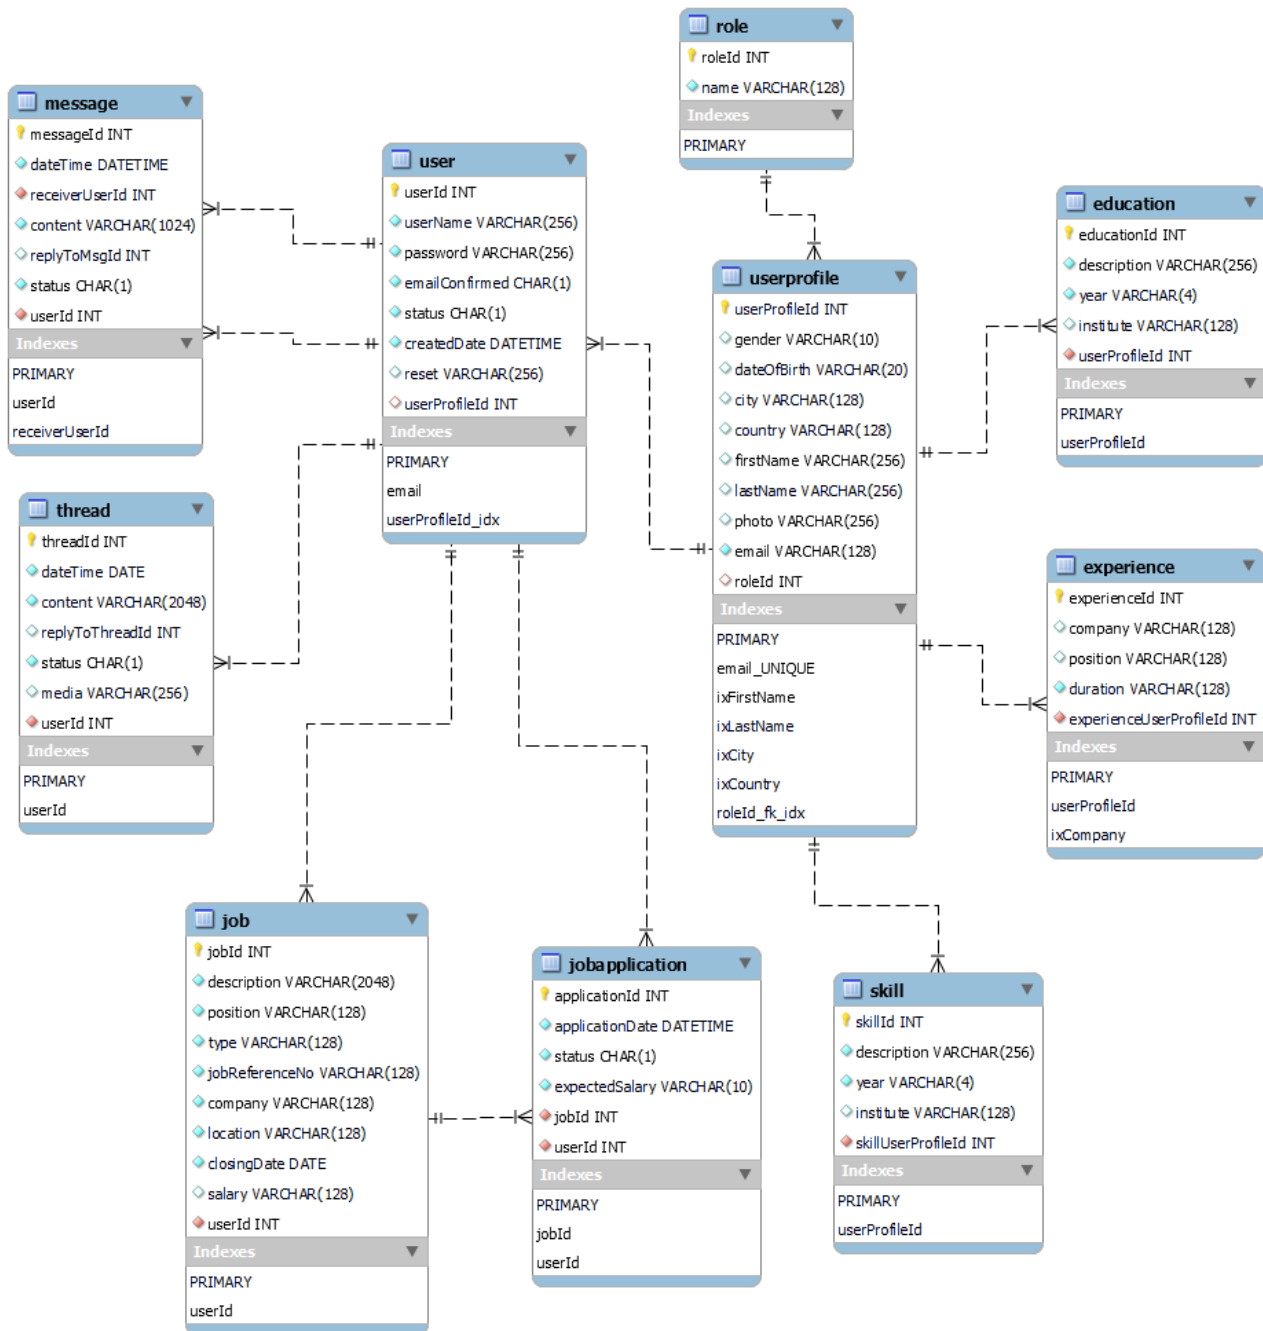 role
roleId INT
name VARCHAR(128)
Indexes
PRIMARY
message
messageId INT
dateTime DATETIME
receiverUserId INT
content VARCHAR(1024)
replyToMsgId INT
status CHAR(1)
userId INT
Indexes
PRIMARY
userId
receiverUserId
user
userId INT
userName VARCHAR(256)
password VARCHAR(256)
emailConfirmed CHAR(1)
status CHAR(1)
createdDate DATETIME
reset VARCHAR(256)
userProfileId INT
Indexes
PRIMARY
email
userProfileId_idx
education
educationId INT
description VARCHAR(256)
year VARCHAR(4)
institute VARCHAR(128)
userProfileId INT
Indexes
PRIMARY
userProfileId
userprofile
userProfileId INT
gender VARCHAR(10)
dateOfBirth VARCHAR(20)
city VARCHAR(128)
country VARCHAR(128)
firstName VARCHAR(256)
lastName VARCHAR(256)
photo VARCHAR(256)
email VARCHAR(128)
roleId INT
Indexes
PRIMARY
email_UNIQUE
ixFirstName
ixLastName
ixCity
ixCountry
roleId_fk_idx
thread
threadId INT
dateTime DATE
content VARCHAR(2048)
replyToThreadId INT
status CHAR(1)
media VARCHAR(256)
userId INT
Indexes
PRIMARY
userId
experience
experienceId INT
company VARCHAR(128)
position VARCHAR(128)
duration VARCHAR(128)
experienceUserProfileId INT
Indexes
PRIMARY
userProfileId
ixCompany
job
jobId INT
description VARCHAR(2048)
position VARCHAR(128)
type VARCHAR(128)
jobReferenceNo VARCHAR(128)
company VARCHAR(128)
location VARCHAR(128)
closingDate DATE
salary VARCHAR(128)
userId INT
Indexes
PRIMARY
userId
jobapplication
applicationId INT
applicationDate DATETIME
status CHAR(1)
expectedSalary VARCHAR(10)
jobId INT
userId INT
Indexes
PRIMARY
jobId
userId
skill
skillId INT
description VARCHAR(256)
year VARCHAR(4)
institute VARCHAR(128)
skillUserProfileId INT
Indexes
PRIMARY
userProfileId